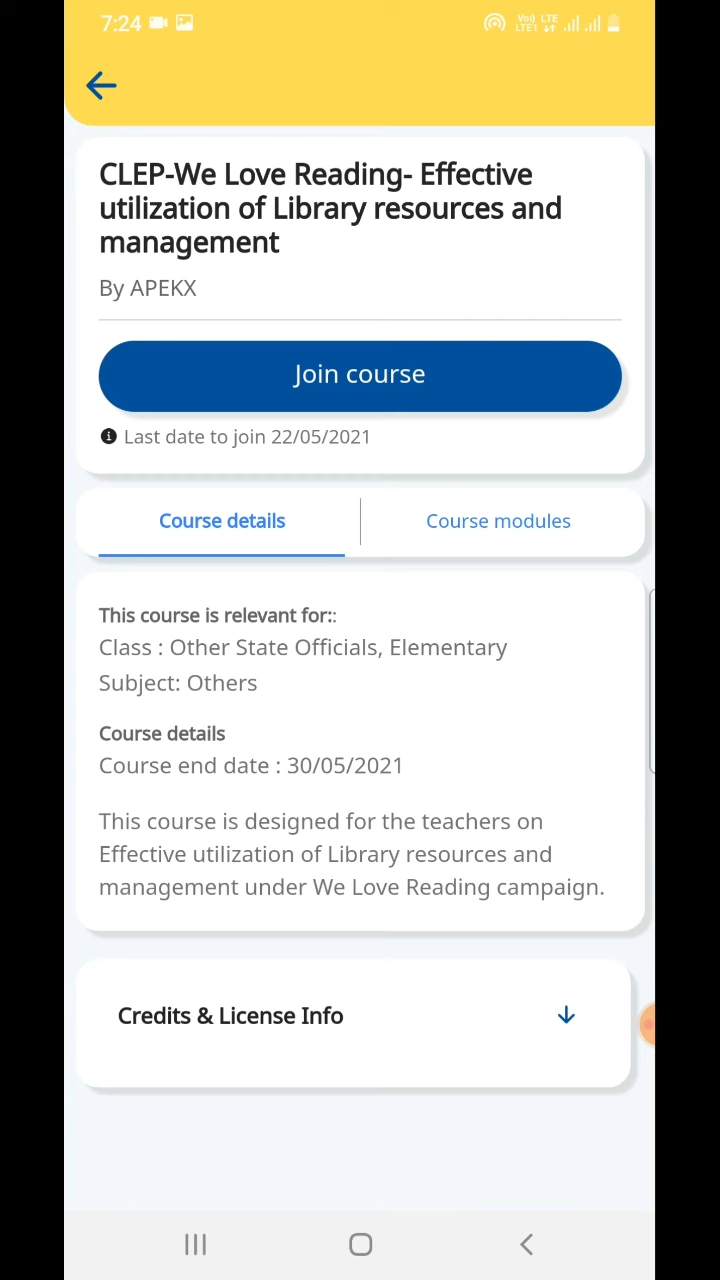 7:24
Vo) LTE
LTE1
CLEP-We Love Reading- Effective
utilization of Library resources and
management
By APEKX
Join course
Last date to join 22/05/2021
Course details
Course modules
This course is relevant for::
Class : Other State Officials, Elementary
Subject: Others
Course details
Course end date : 30/05/2021
This course is designed for the teachers on
Effective utilization of Library resources and
management under We Love Reading campaign.
Credits & License Info